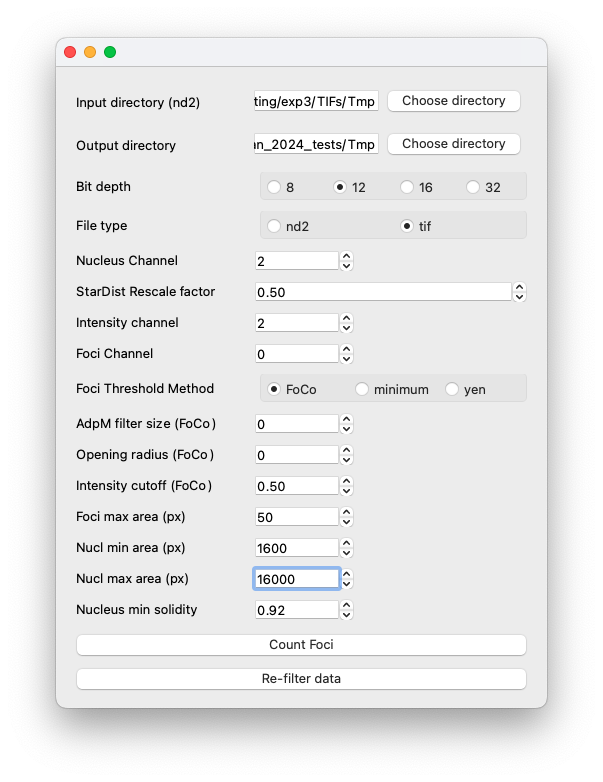 Input directory (nd2) ting/exp3/TIFs/Tmp Choose directory
Output directory n_2024_tests/Tmp Choose directory
Bit depth 8 12 16 32
File type nd2 tif
Nucleus Channel 2
StarDist Rescale factor 0.50
Intensity channel 2
Foci Channel 0
Foci Threshold Method FoCo minimum yen
AdpM filter size (FoCo) 0
Opening radius (FoCo) 0
Intensity cutoff (FoCo) 0.50
Foci max area (px) 50
Nucl min area (px) 1600
Nucl max area (px) 16000
Nucleus min solidity 0.92
Count Foci
Re-filter data